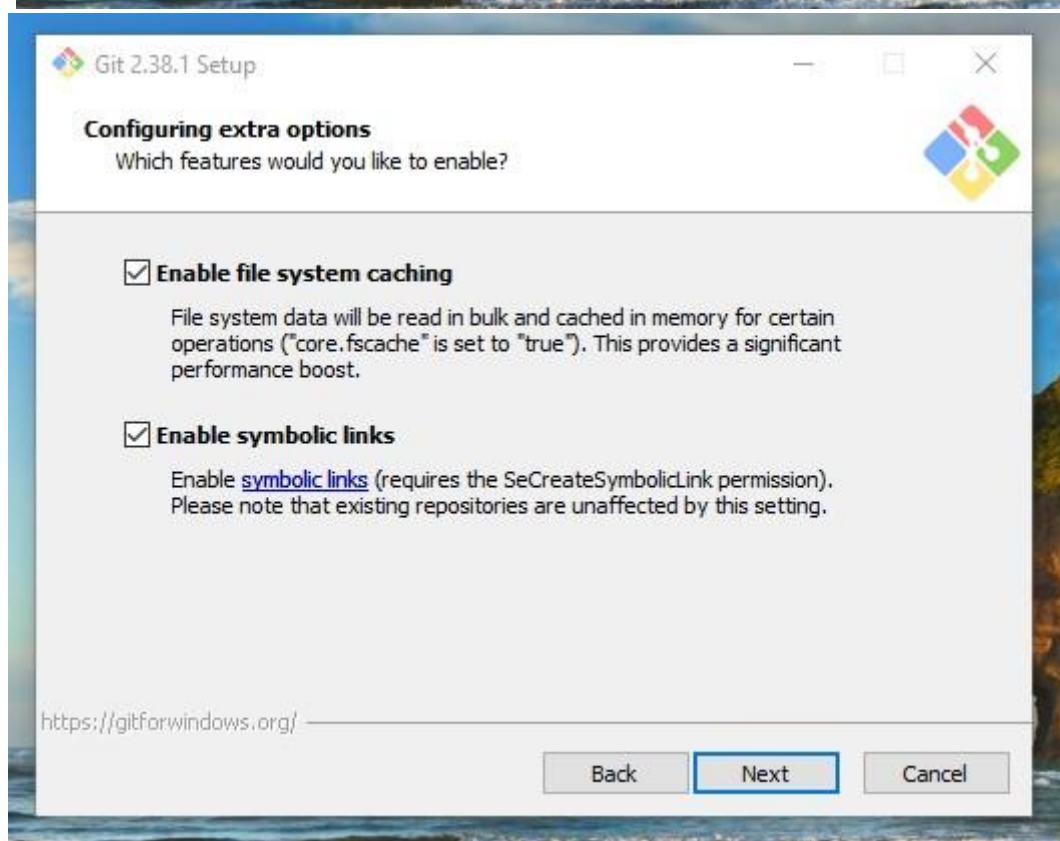 Git 2.38.1 Setup
Configuring extra options
Which features would you like to enable?
Enable file system caching
File system data will be read in bulk and cached in memory for certain
operations ("core.fscache" is set to "true"). This provides a significant
performance boost.
Enable symbolic links
Enable symbolic links (requires the SeCreateSymbolicLink permission).
Please note that existing repositories are unaffected by this setting.
https://gitforwindows.org/
Back Next Cancel